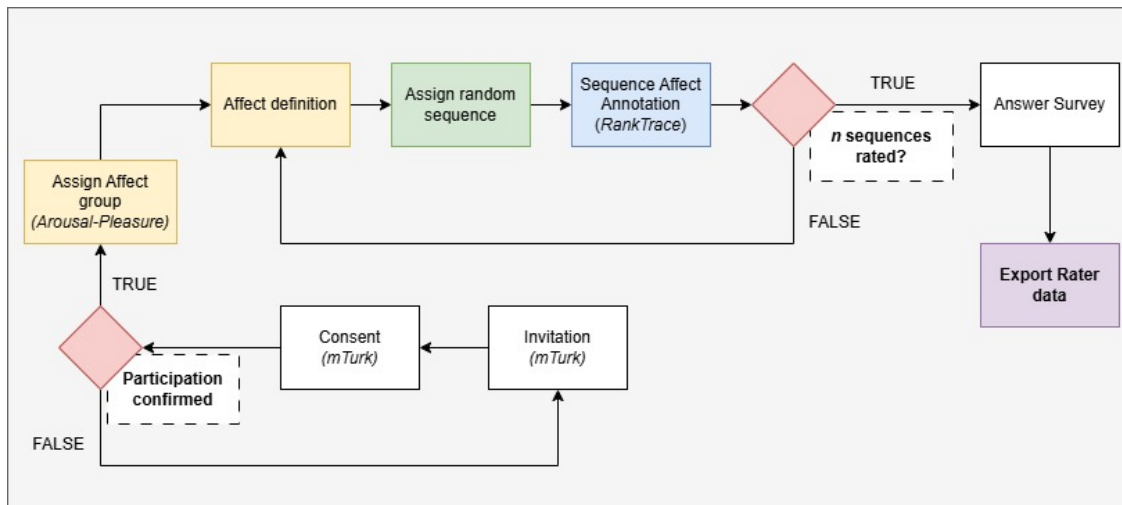 Affect definition
Assign random
sequence
Sequence Affect
Annotation
(RankTrace)
TRUE
Answer Survey
n sequences
rated?
Assign Affect
group
(Arousal-Pleasure)
FALSE
Export Rater
data
TRUE
Consent
(mTurk)
Invitation
(mTurk)
Participation
confirmed
FALSE